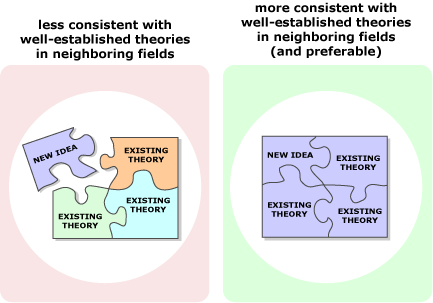 less consistent with
well-established theories
in neighboring fields
NEW IDEA
EXISTING
THEORY
EXISTING
THEORY
EXISTING
THEORY
more consistent with
well-established theories
in neighboring fields
(and preferable)
NEW IDEA
EXISTING
THEORY
EXISTING
THEORY
EXISTING
THEORY